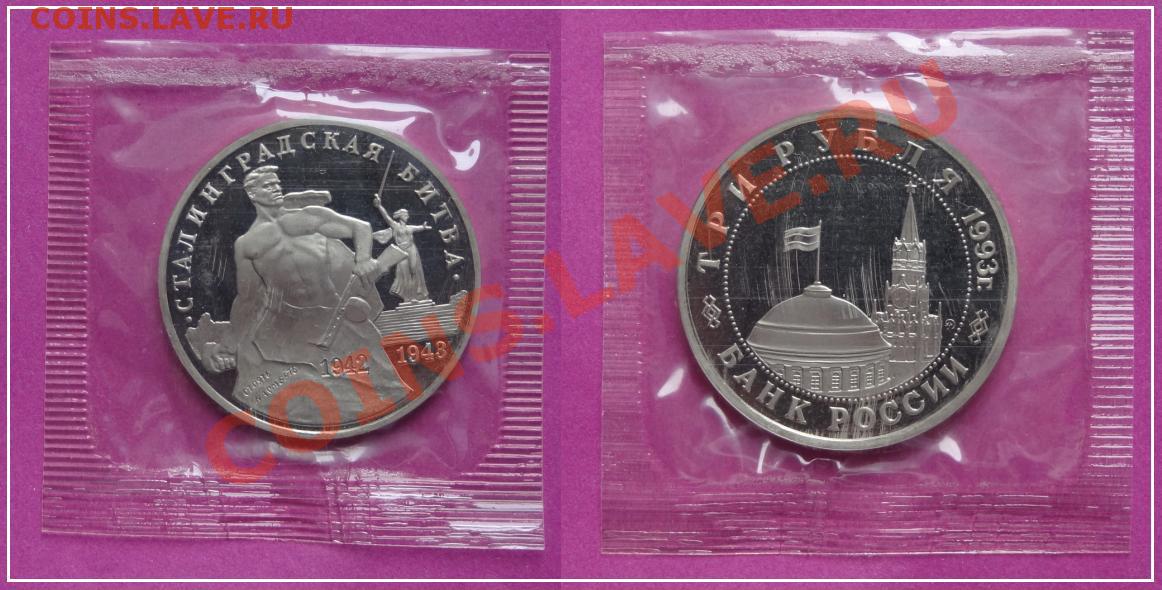 COINS.LAVE.RU
СТАЛИНГРАДСКАЯ БИТВА
1942
1943
ТРИ РУБЛЯ
1993г.
БАНК РОССИИ
COINS.LAVE.RU